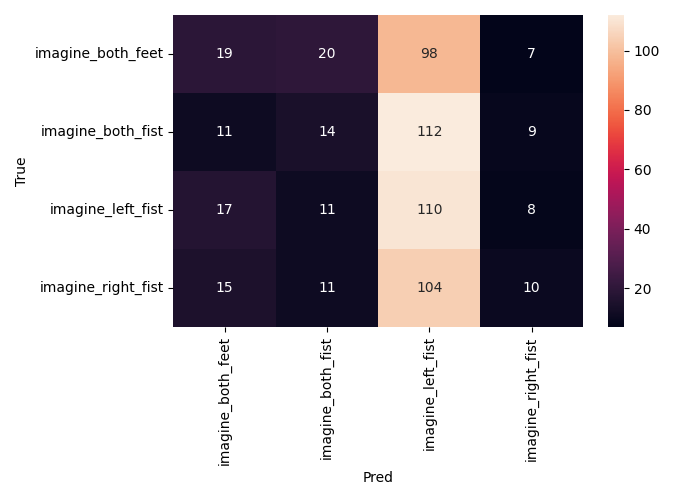 imagine_both_feet 19 20 98 7
imagine_both_fist 11 14 112 9
imagine_left_fist 17 11 110 8
imagine_right_fist 15 11 104 10
True
imagine_both_feet
imagine_both_fist
imagine_left_fist
imagine_right_fist
Pred
100
80
60
40
20